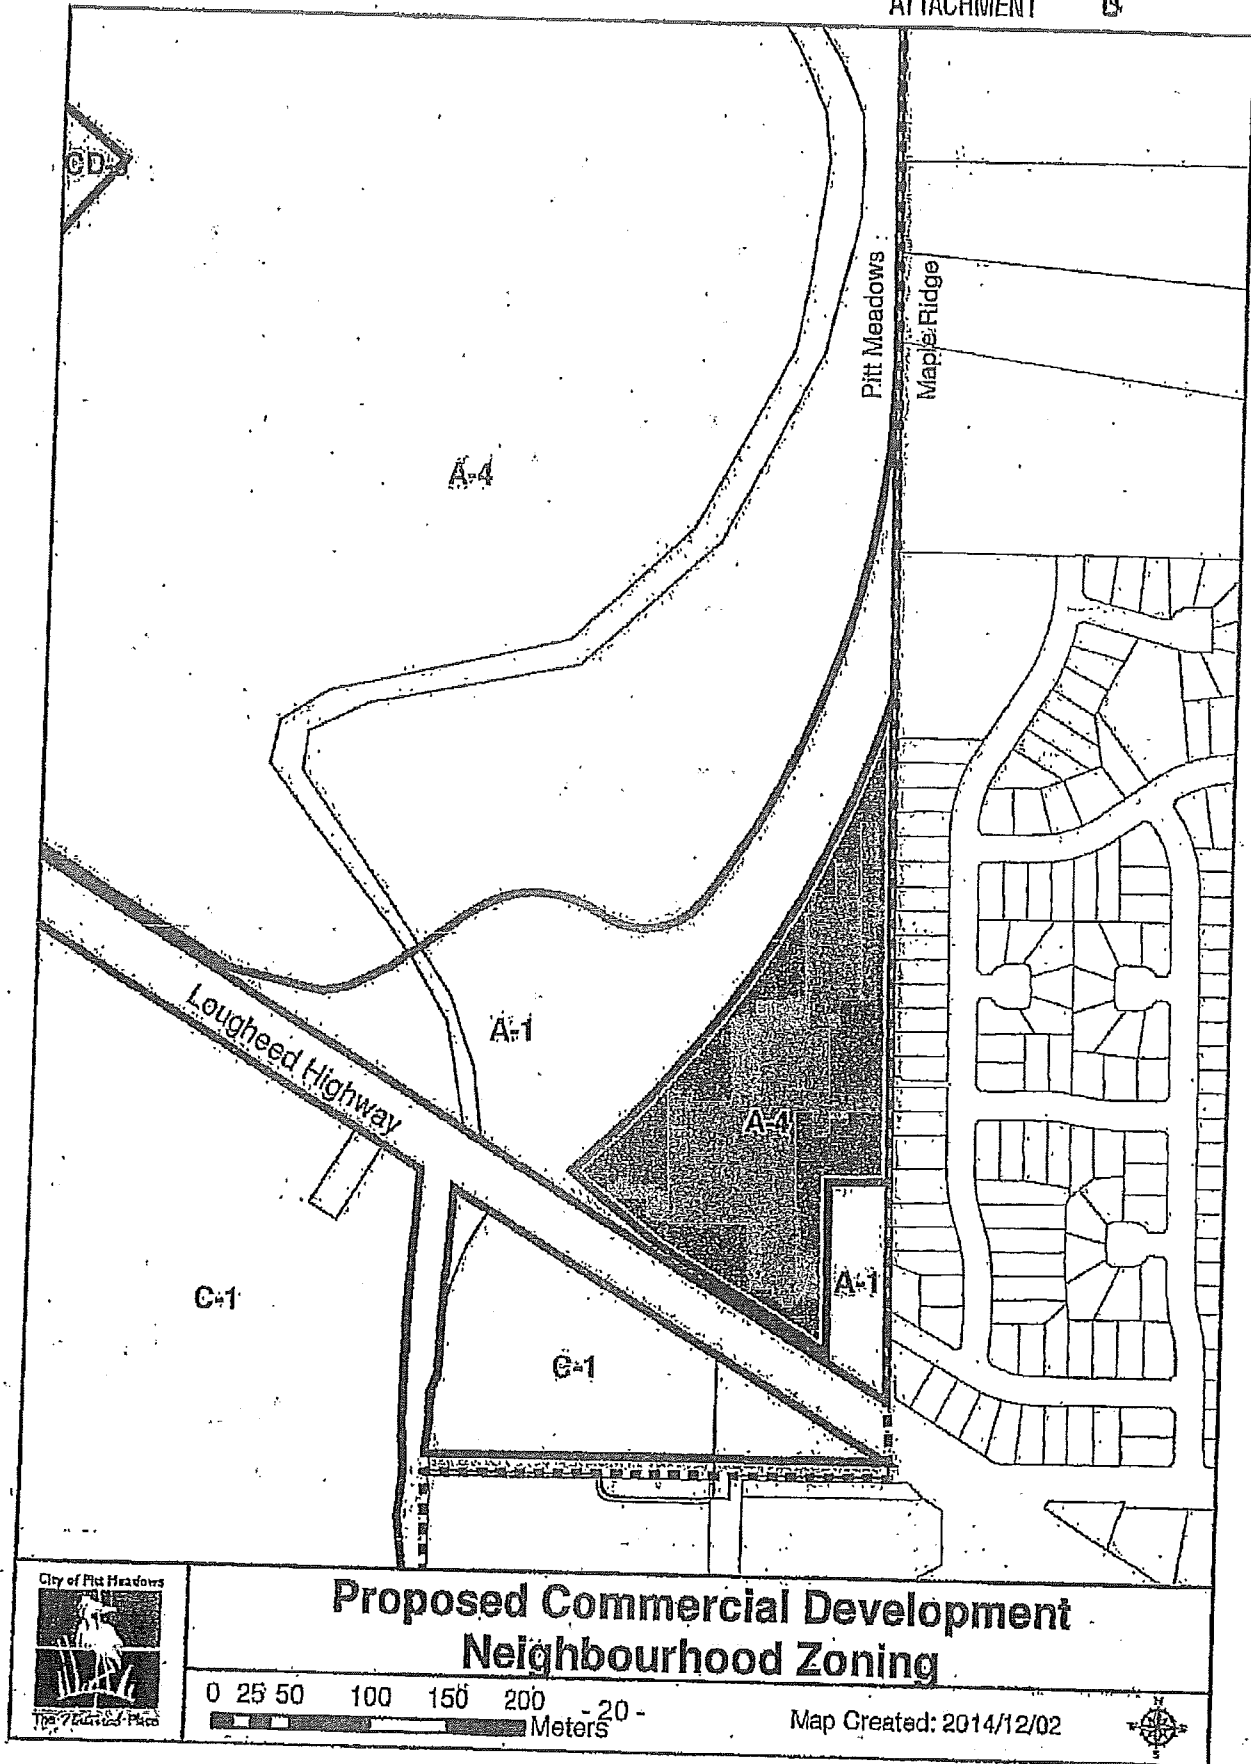 ATTACHMENT
Pitt Meadows
Maple Ridge
A-4
Lougheed Highway
A-1
A-4
A-1
C-1
C-1
City of Pitt Meadows
Proposed Commercial Development
Neighbourhood Zoning
0 25 50 100 150 200
Meters
- 20 -
Map Created: 2014/12/02